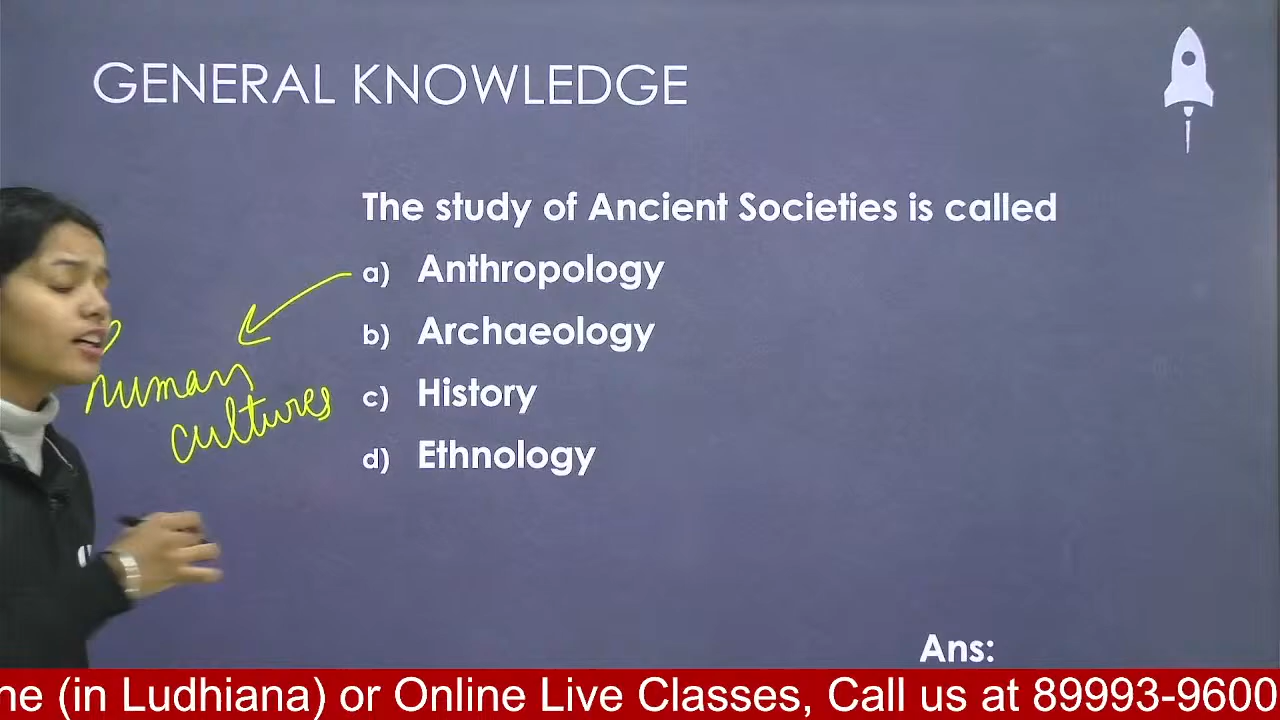 GENERAL KNOWLEDGE
The study of Ancient Societies is called
a) Anthropology
b) Archaeology
c) History
d) Ethnology
human
cultures
Ans:
ne (in Ludhiana) or Online Live Classes, Call us at 89993-9600